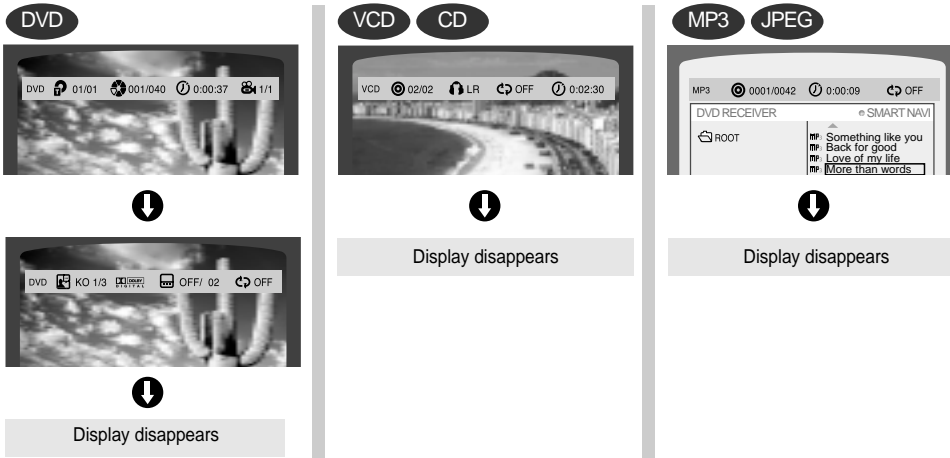 DVD
DVD 01/01 001/040 0:00:37 1/1
DVD KO 1/3 DOLBY DIGITAL OFF/ 02 OFF
Display disappears
VCD CD
VCD 02/02 LR OFF 0:02:30
Display disappears
MP3 JPEG
MP3 0001/0042 0:00:09 OFF
DVD RECEIVER SMART NAVI
ROOT
Something like you
Back for good
Love of my life
More than words
Display disappears